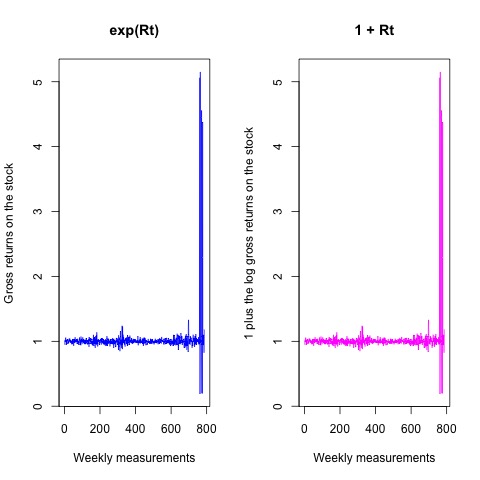 exp(Rt)
Gross returns on the stock
5
4
3
2
1
0
0 200 400 600 800
Weekly measurements
1 + Rt
1 plus the log gross returns on the stock
5
4
3
2
1
0
0 200 400 600 800
Weekly measurements